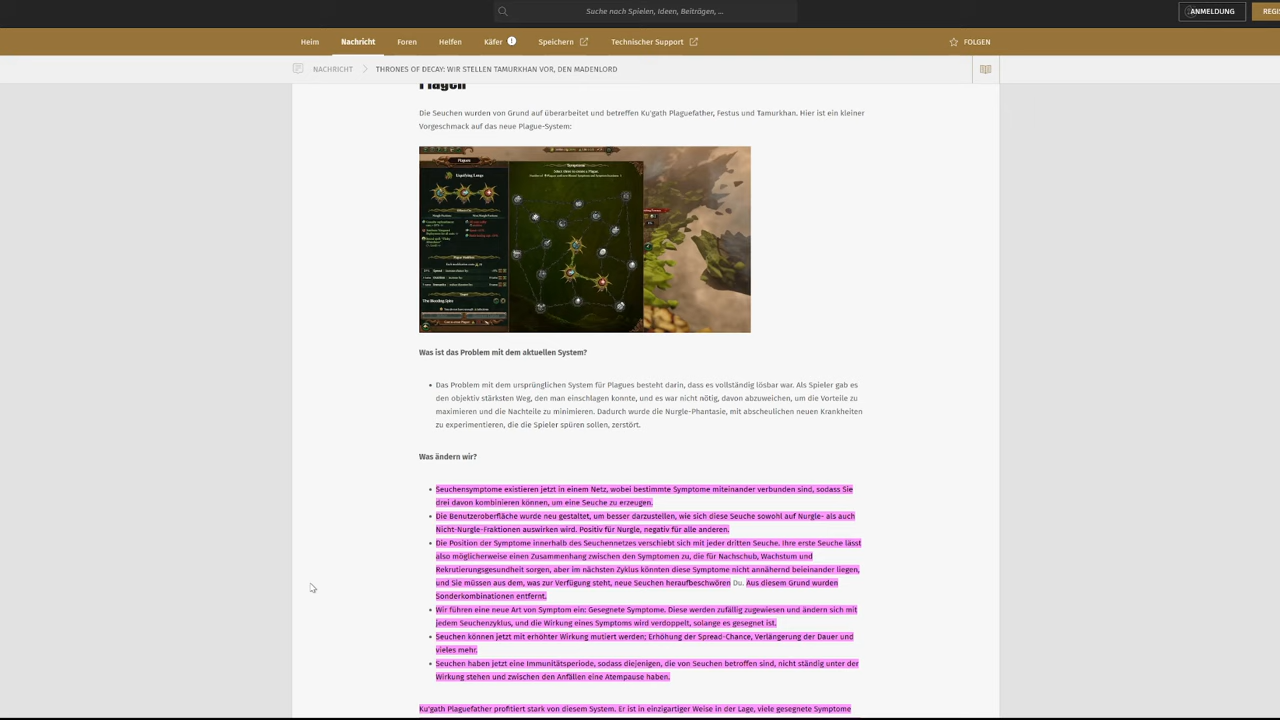 Suche nach Spielen, Ideen, Beiträgen, ...
ANMELDUNG
REGIS
Heim
Nachricht
Foren
Helfen
Käfer
Speichern
Technischer Support
FOLGEN
NACHRICHT
THRONES OF DECAY: WIR STELLEN TAMURKHAN VOR, DEN MADENLORD
Plagen
Die Seuchen wurden von Grund auf überarbeitet und betreffen Ku'gath Plaguefather, Festus und Tamurkhan. Hier ist ein kleiner
Vorgeschmack auf das neue Plague-System:
Plagues
Symptoms
Was ist das Problem mit dem aktuellen System?
Das Problem mit dem ursprünglichen System für Plagues besteht darin, dass es vollständig lösbar war. Als Spieler gab es
den objektiv stärksten Weg, den man einschlagen konnte, und es war nicht nötig, davon abzuweichen, um die Vorteile zu
maximieren und die Nachteile zu minimieren. Dadurch wurde die Nurgle-Phantasie, mit abscheulichen neuen Krankheiten
zu experimentieren, die die Spieler spüren sollen, zerstört.
Was ändern wir?
Seuchensymptome existieren jetzt in einem Netz, wobei bestimmte Symptome miteinander verbunden sind, sodass Sie
drei davon kombinieren können, um eine Seuche zu erzeugen.
Die Benutzeroberfläche wurde neu gestaltet, um besser darzustellen, wie sich diese Seuche sowohl auf Nurgle- als auch
Nicht-Nurgle-Fraktionen auswirken wird. Positiv für Nurgle, negativ für alle anderen.
Die Position der Symptome innerhalb des Seuchennetzes verschiebt sich mit jeder dritten Seuche. Ihre erste Seuche lässt
also möglicherweise einen Zusammenhang zwischen den Symptomen zu, die für Nachschub, Wachstum und
Rekrutierungsgesundheit sorgen, aber im nächsten Zyklus könnten diese Symptome nicht annähernd beieinander liegen,
und Sie müssen aus dem, was zur Verfügung steht, neue Seuchen heraufbeschwören Du. Aus diesem Grund wurden
Sonderkombinationen entfernt.
Wir führen eine neue Art von Symptom ein: Gesegnete Symptome. Diese werden zufällig zugewiesen und ändern sich mit
jedem Seuchenzyklus, und die Wirkung eines Symptoms wird verdoppelt, solange es gesegnet ist.
Seuchen können jetzt mit erhöhter Wirkung mutiert werden; Erhöhung der Spread-Chance, Verlängerung der Dauer und
vieles mehr.
Seuchen haben jetzt eine Immunitätsperiode, sodass diejenigen, die von Seuchen betroffen sind, nicht ständig unter der
Wirkung stehen und zwischen den Anfällen eine Atempause haben.
Ku'gath Plaguefather profitiert stark von diesem System. Er ist in einzigartiger Weise in der Lage, viele gesegnete Symptome